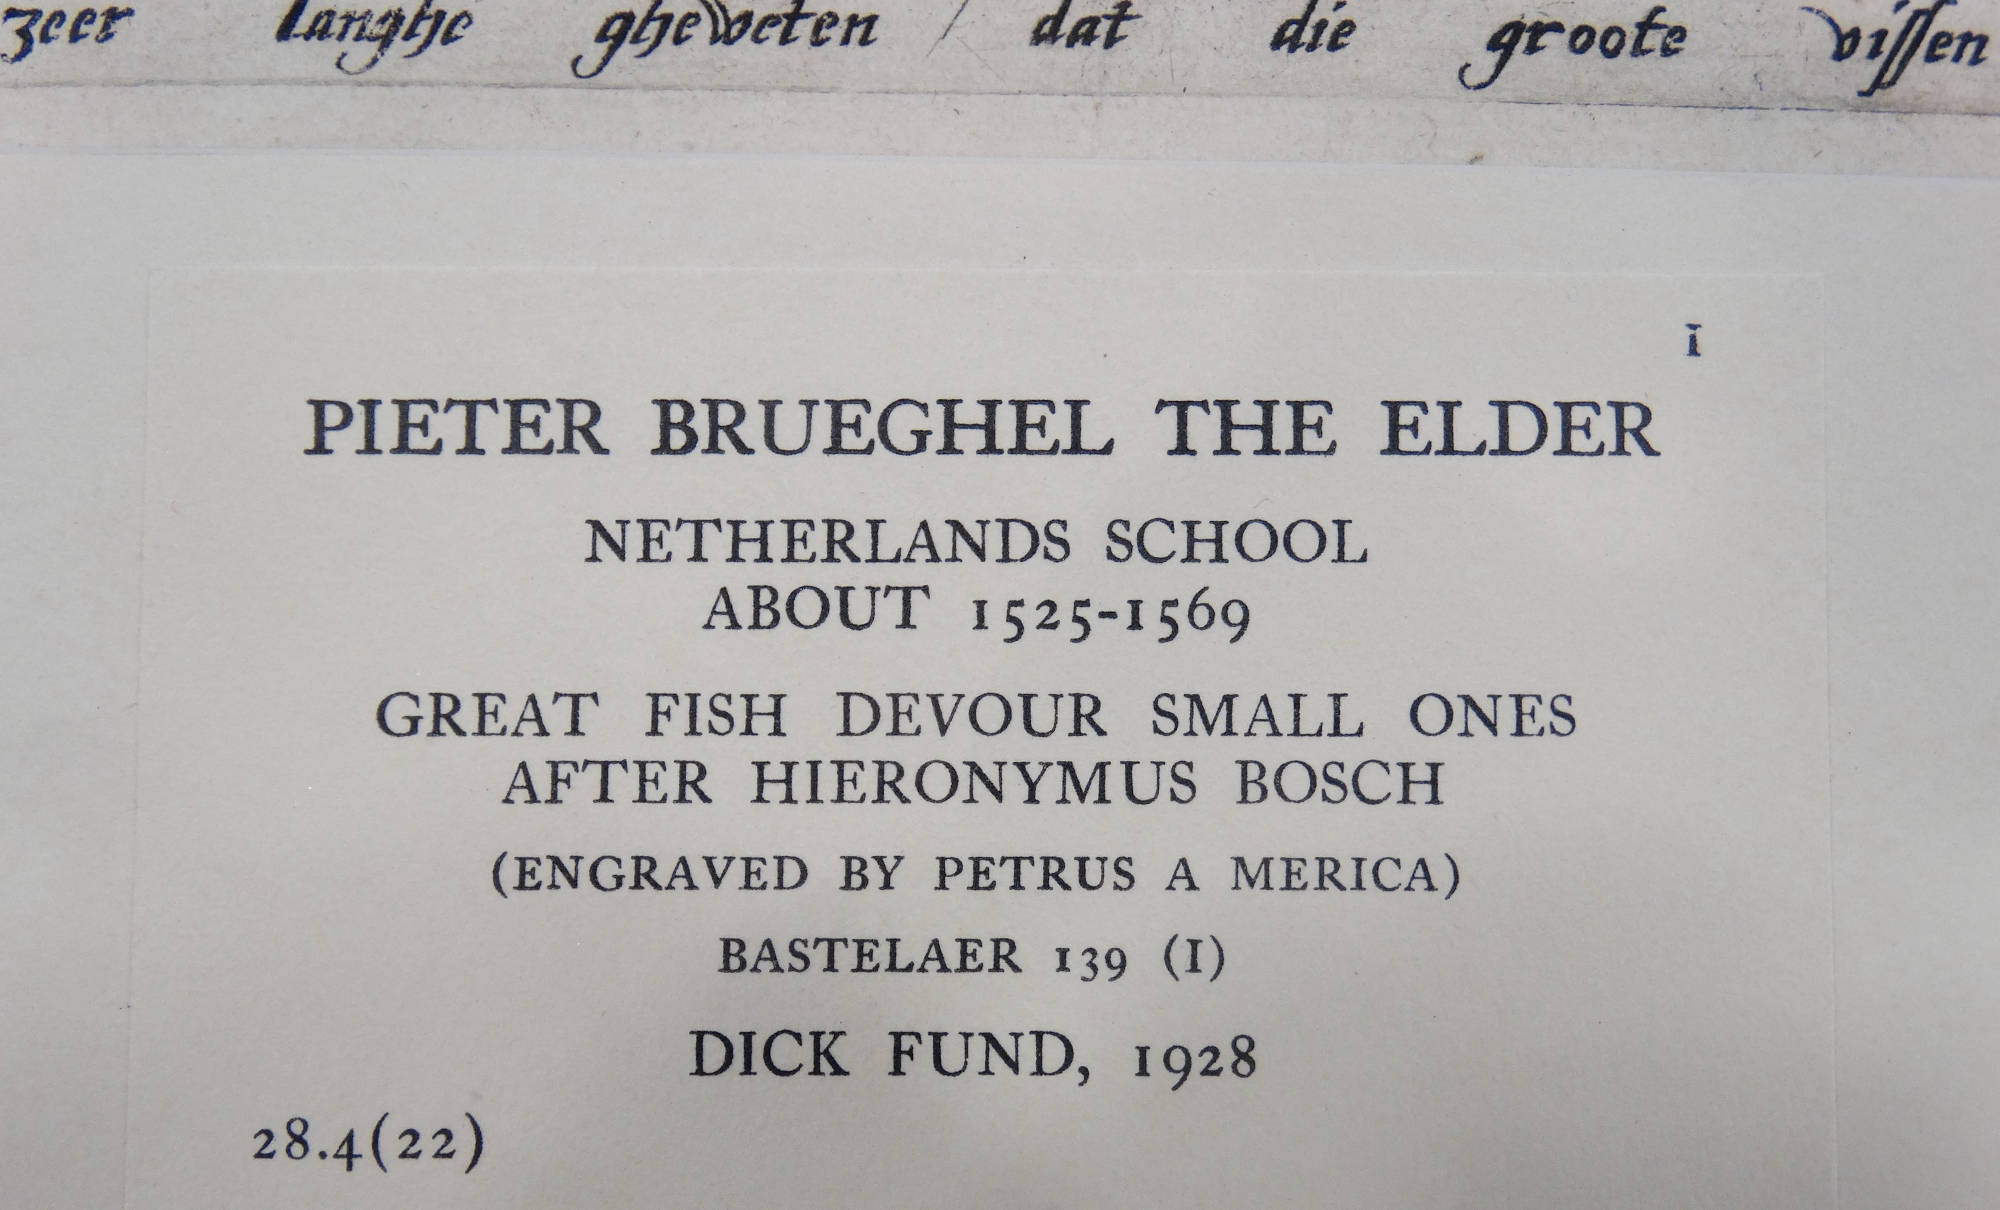 zeer langhe gheweten / dat die groote vissen
I
PIETER BRUEGHEL THE ELDER
NETHERLANDS SCHOOL
ABOUT 1525-1569
GREAT FISH DEVOUR SMALL ONES
AFTER HIERONYMUS BOSCH
(ENGRAVED BY PETRUS A MERICA)
BASTELAER 139 (I)
DICK FUND, 1928
28.4(22)